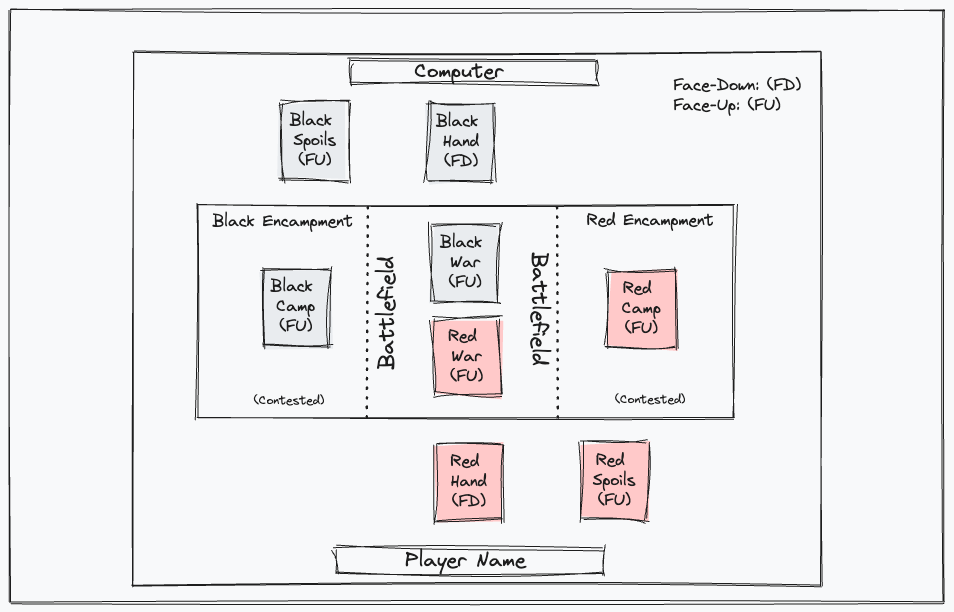 Computer
Face-Down: (FD)
Face-Up: (FU)
Black
Spoils
(FU)
Black
Hand
(FD)
Black Encampment
Red Encampment
Black
War
(FU)
Battlefield
Battlefield
Black
Camp
(FU)
Red
Camp
(FU)
Red
War
(FU)
(Contested)
(Contested)
Red
Hand
(FD)
Red
Spoils
(FU)
Player Name